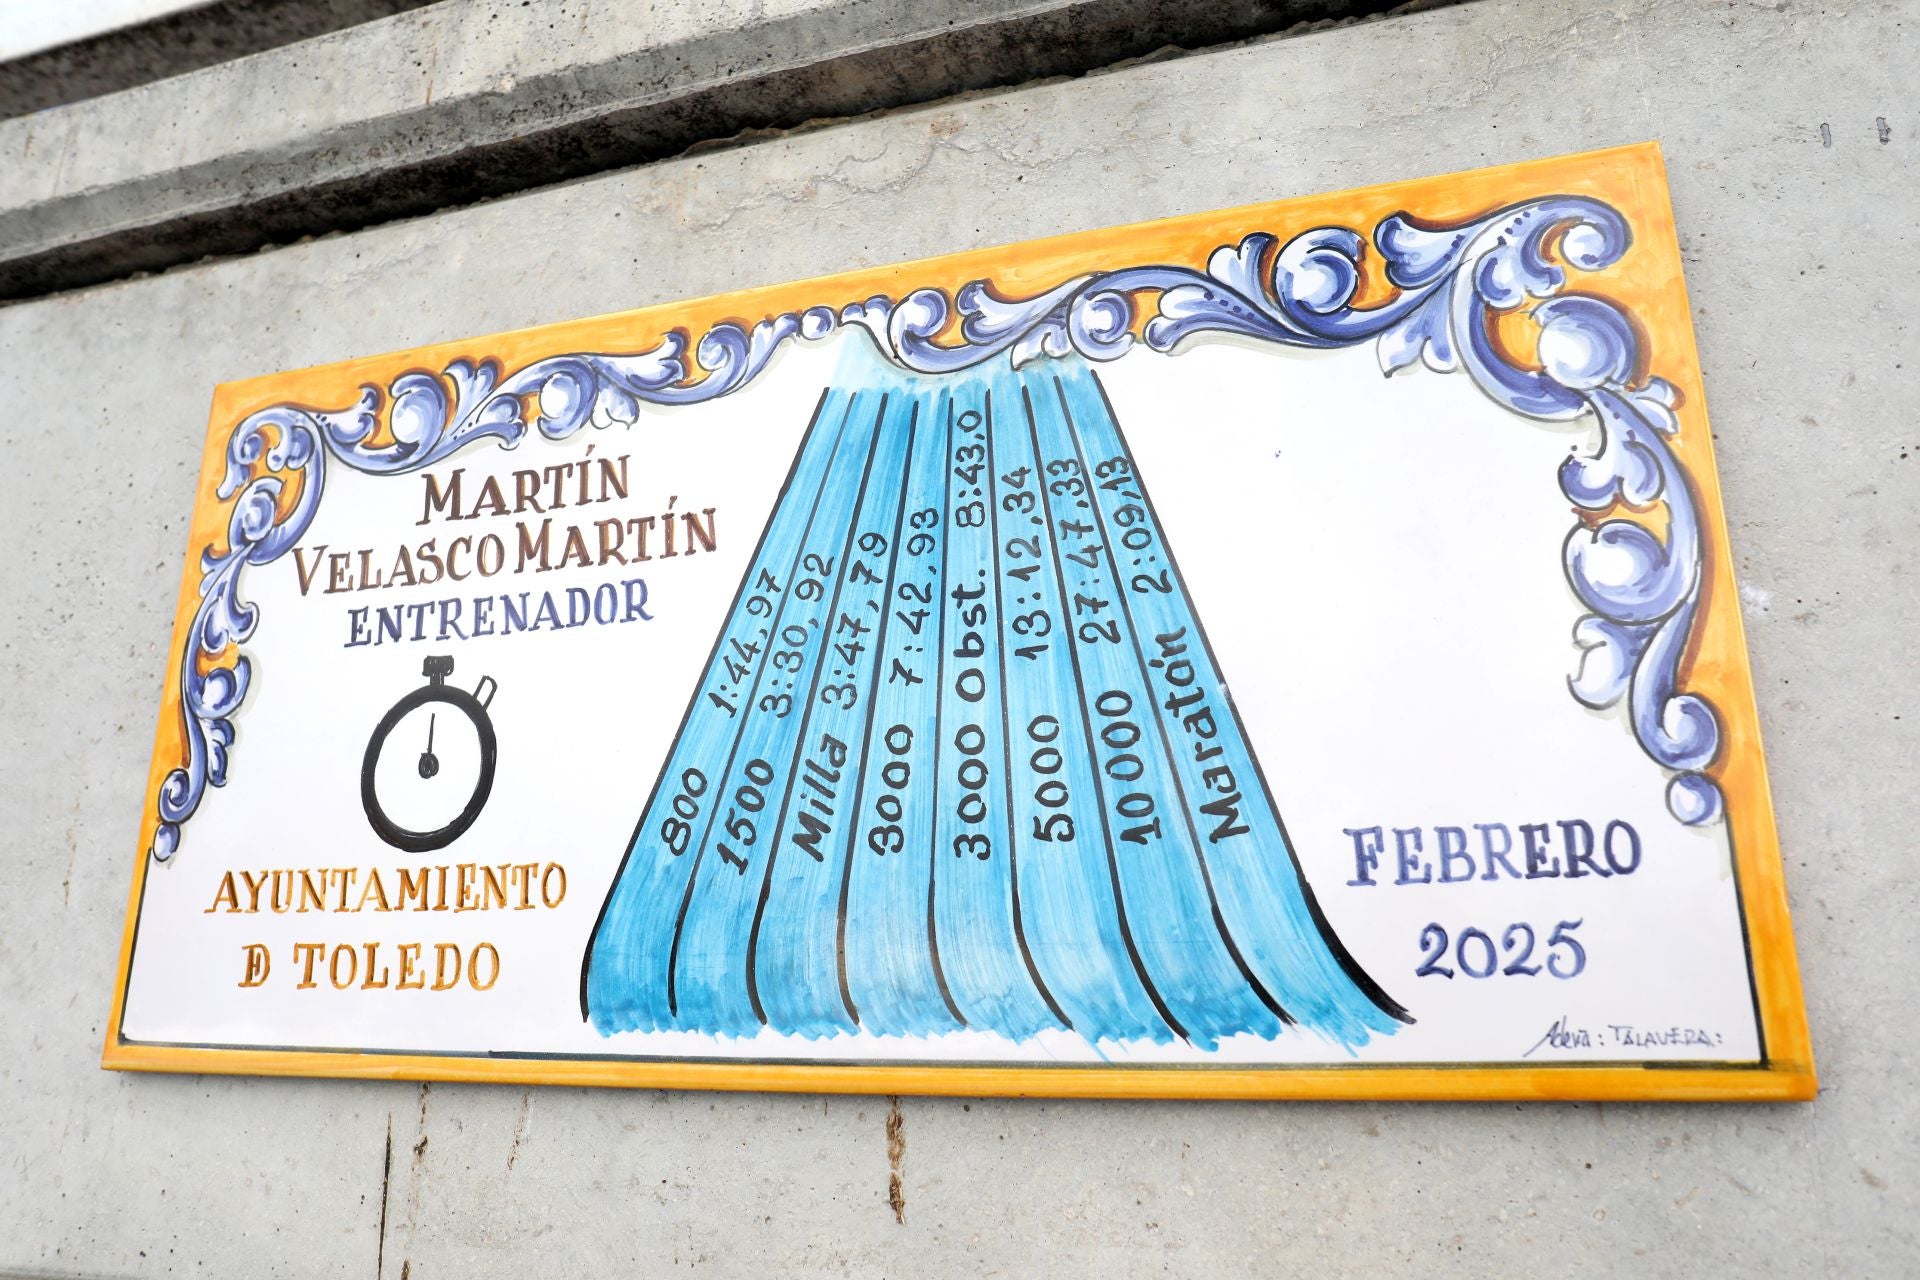 MARTÍN
VELASCO MARTÍN
ENTRENADOR
AYUNTAMIENTO
DE TOLEDO
800 1:44,97
1500 3:30,92
Milla 3:47,79
3000 7:42,93
3000 Obst. 8:43,0
5000 13:12,34
10000 27:47,33
Maratón 2:09,13
FEBRERO
2025
: TALAVERA: